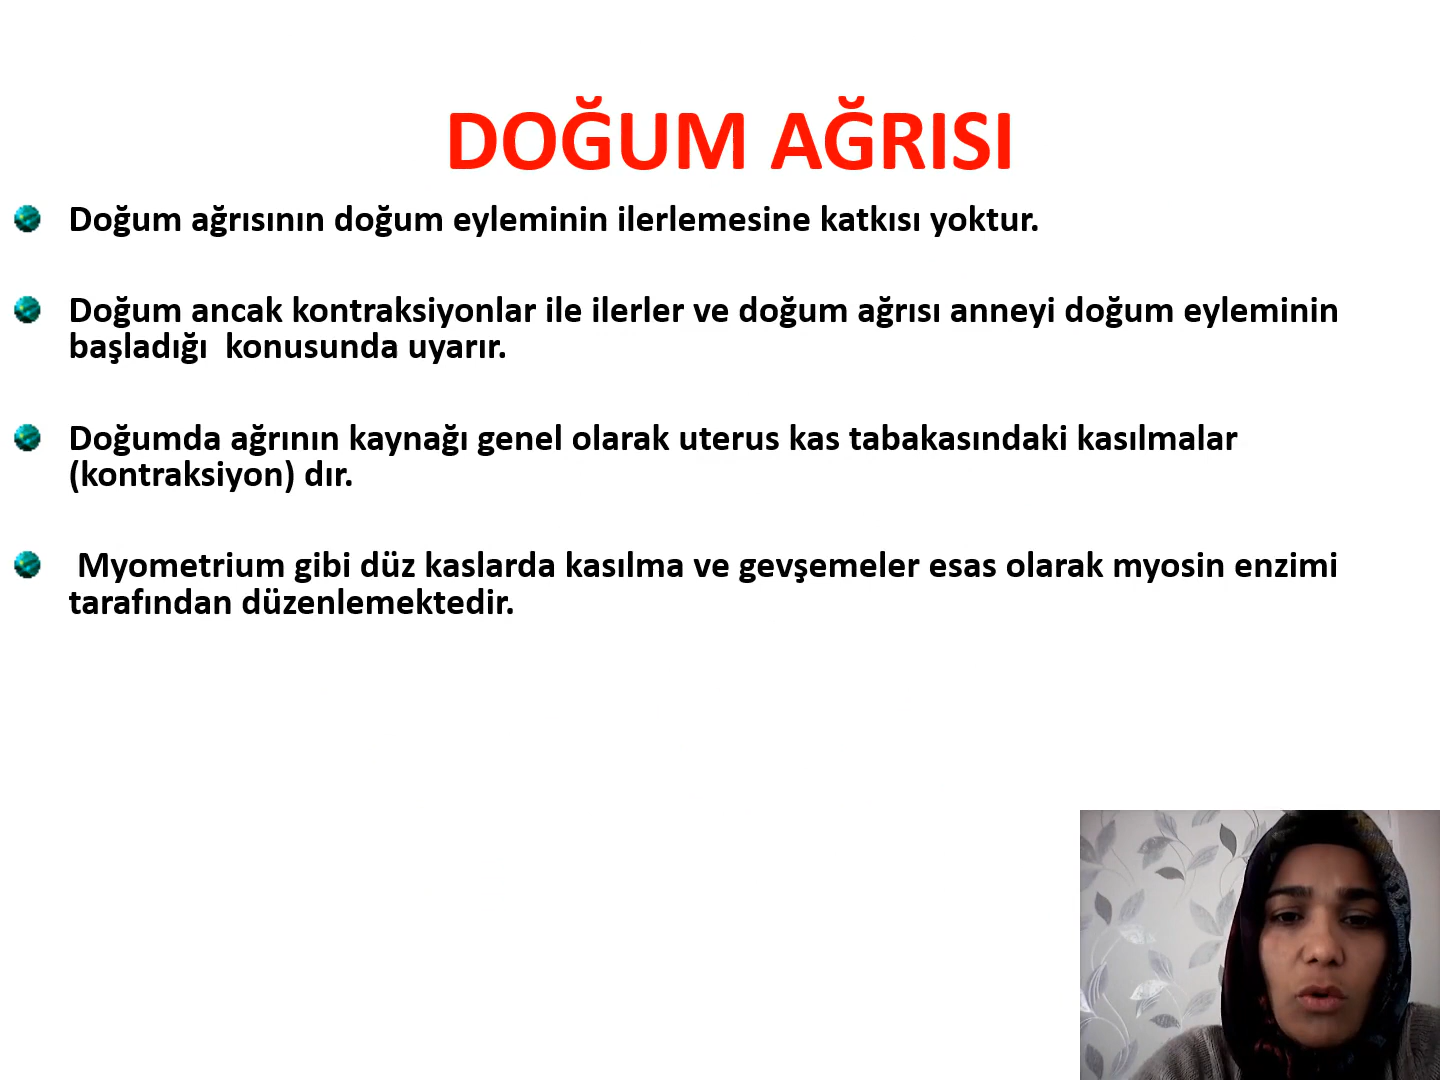 DOĞUM AĞRISI
Doğum ağrısının doğum eyleminin ilerlemesine katkısı yoktur.
Doğum ancak kontraksiyonlar ile ilerler ve doğum ağrısı anneyi doğum eyleminin
başladığı konusunda uyarır.
Doğumda ağrının kaynağı genel olarak uterus kas tabakasındaki kasılmalar
(kontraksiyon) dır.
Myometrium gibi düz kaslarda kasılma ve gevşemeler esas olarak myosin enzimi
tarafından düzenlemektedir.